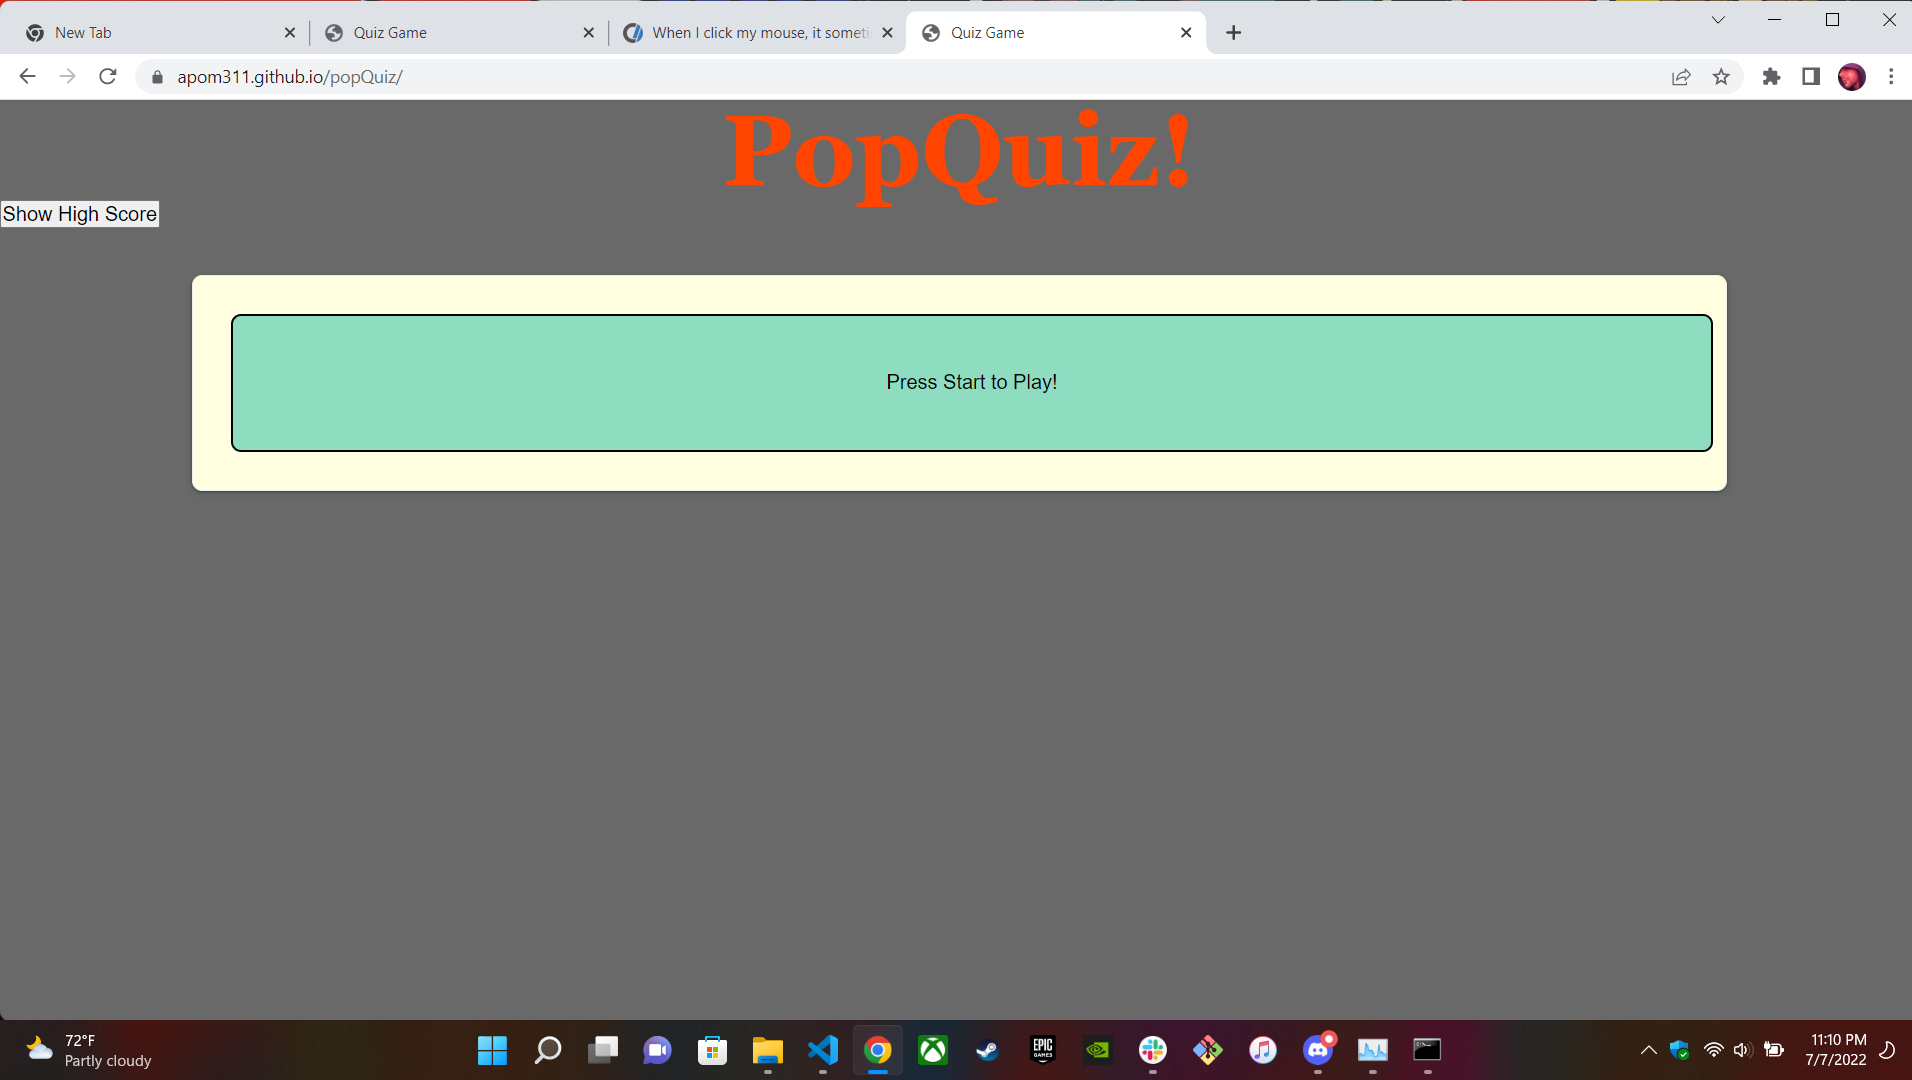 New Tab
Quiz Game
When I click my mouse, it someti
Quiz Game
apom311.github.io/popQuiz/
PopQuiz!
Show High Score
Press Start to Play!
72°F
Partly cloudy
EPIC
GAMES
11:10 PM
7/7/2022